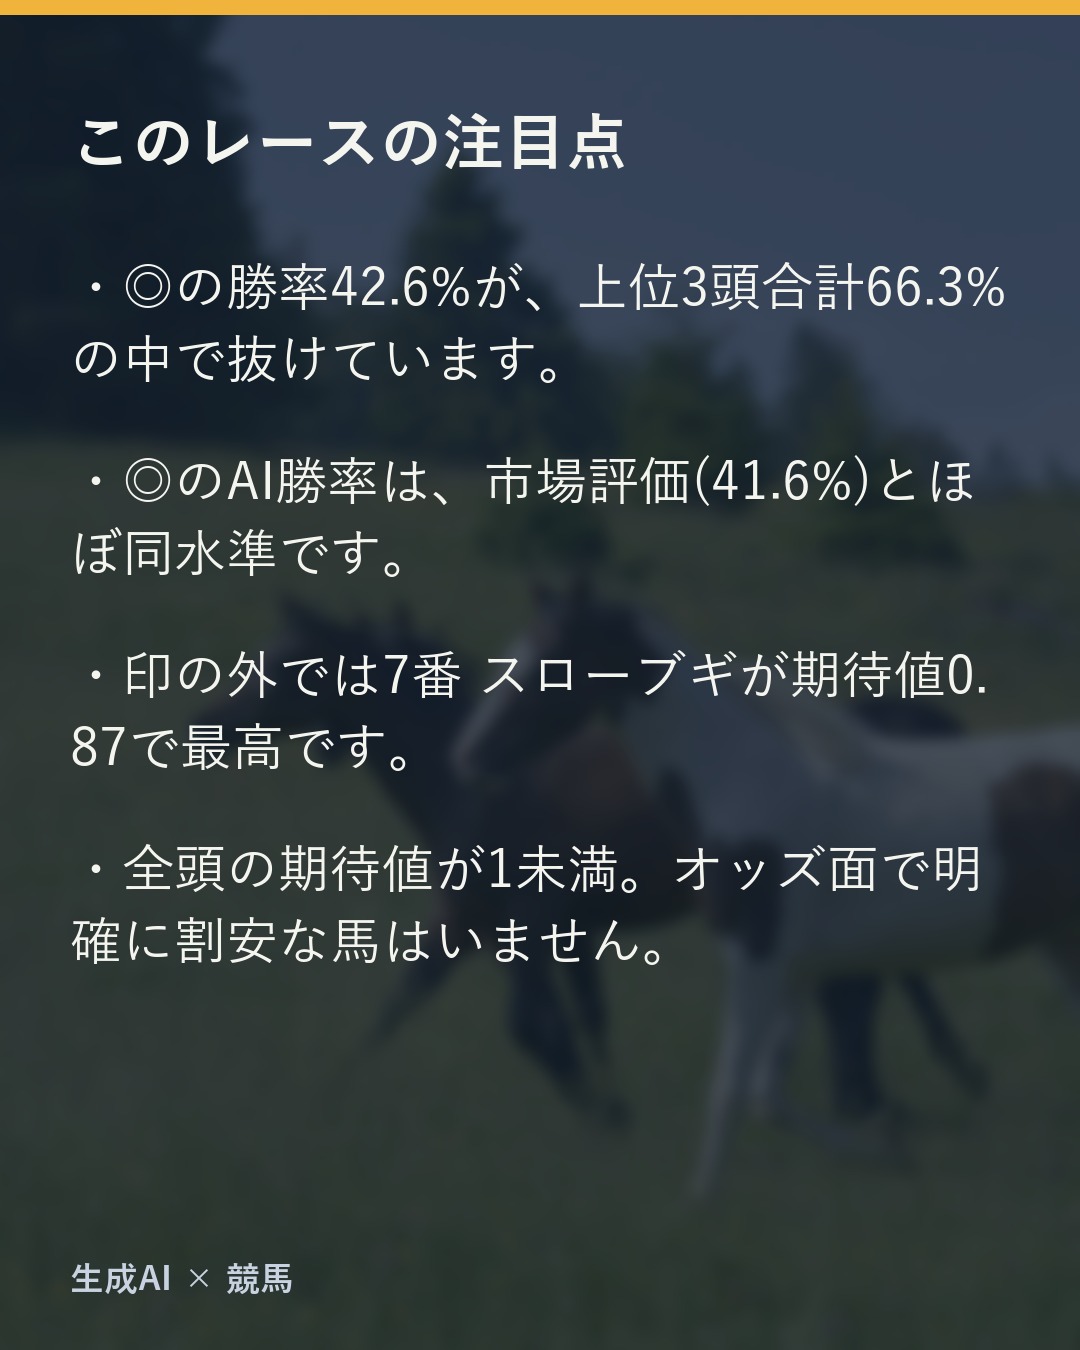 このレースの注目点
・◎の勝率42.6%が、上位3頭合計66.3%
の中で抜けています。
・◎のAI勝率は、市場評価(41.6%)とほ
ぼ同水準です。
・印の外では7番 スローブギが期待値0.
87で最高です。
・全頭の期待値が1未満。オッズ面で明
確に割安な馬はいません。
生成AI × 競馬